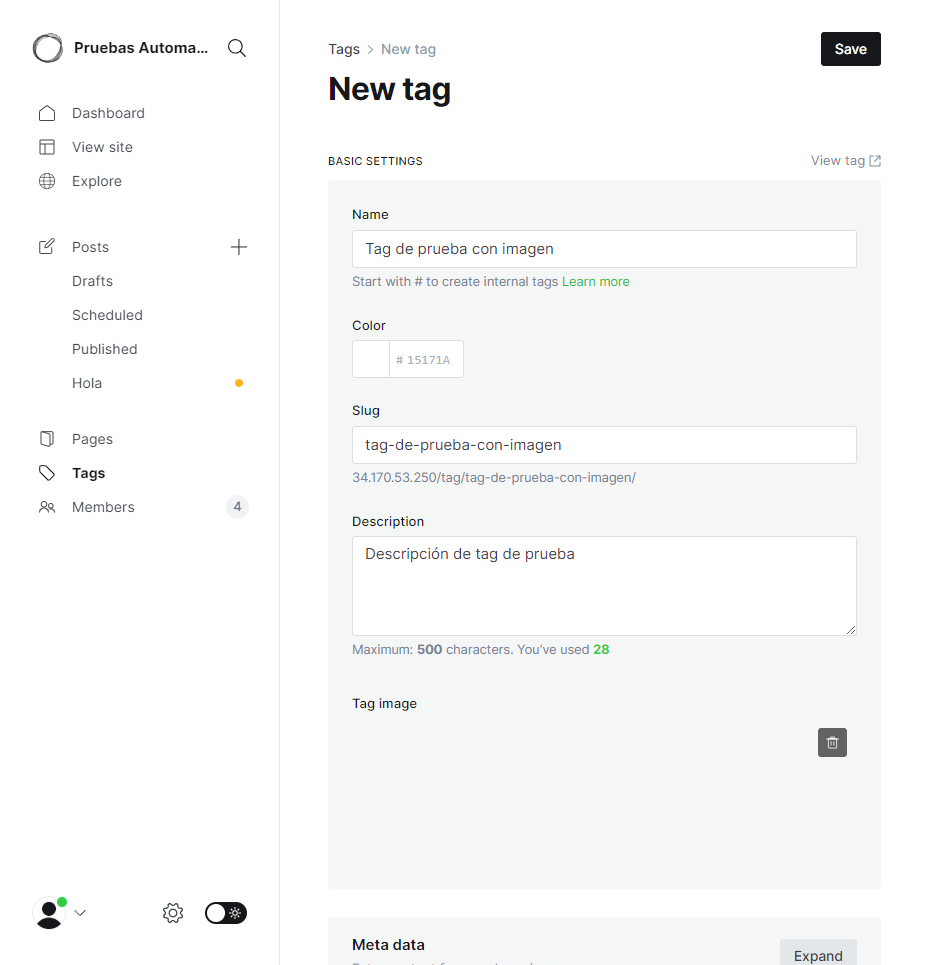 Pruebas Automa...
Dashboard
View site
Explore
Posts
Drafts
Scheduled
Published
Hola
Pages
Tags
Members 4
Tags > New tag
Save
New tag
BASIC SETTINGS
View tag
Name
Tag de prueba con imagen
Start with # to create internal tags Learn more
Color
# 15171A
Slug
tag-de-prueba-con-imagen
34.170.53.250/tag/tag-de-prueba-con-imagen/
Description
Descripción de tag de prueba
Maximum: 500 characters. You’ve used 28
Tag image
Meta data
Expand